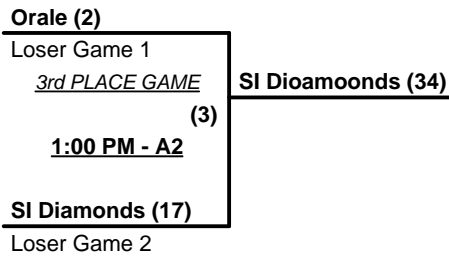 Orale (2)
Loser Game 1
3rd PLACE GAME
SI Dioamoonds (34)
(3)
1:00 PM - A2
SI Diamonds (17)
Loser Game 2